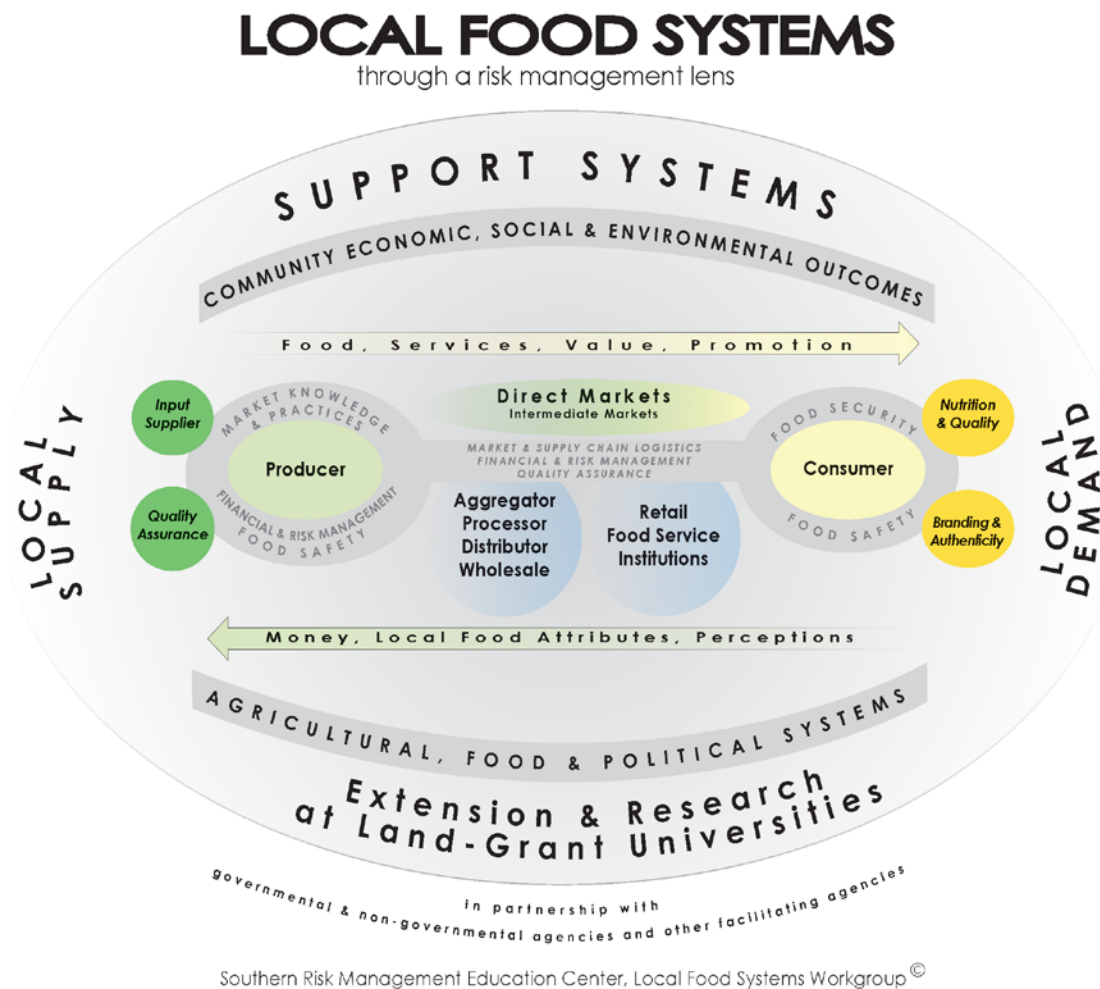 LOCAL FOOD SYSTEMS
through a risk management lens
SUPPORT SYSTEMS
COMMUNITY ECONOMIC, SOCIAL & ENVIRONMENTAL OUTCOMES
Food, Services, Value, Promotion
LOCAL
SUPPLY
Input
Supplier
Quality
Assurance
MARKET KNOWLEDGE
& PRACTICES
Producer
FINANCIAL & RISK MANAGEMENT
FOOD SAFETY
Direct Markets
Intermediate Markets
MARKET & SUPPLY CHAIN LOGISTICS
FINANCIAL & RISK MANAGEMENT
QUALITY ASSURANCE
Aggregator
Processor
Distributor
Wholesale
Retail
Food Service
Institutions
FOOD SECURITY
Consumer
FOOD SAFETY
Nutrition
& Quality
Branding &
Authenticity
LOCAL
DEMAND
Money, Local Food Attributes, Perceptions
AGRICULTURAL, FOOD & POLITICAL SYSTEMS
Extension & Research
at Land-Grant Universities
in partnership with
governmental & non-governmental agencies and other facilitating agencies
Southern Risk Management Education Center, Local Food Systems Workgroup ©